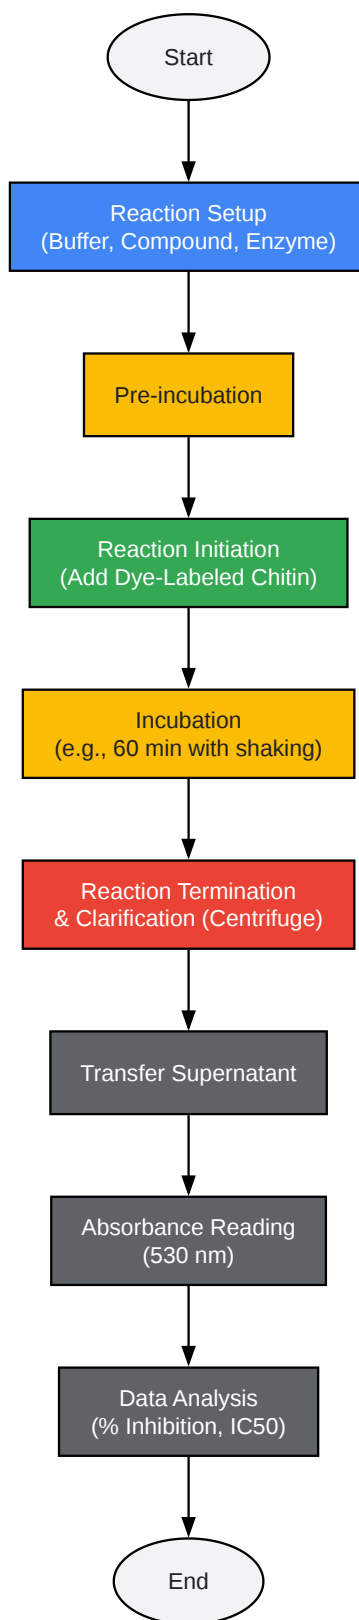 Start
Reaction Setup
(Buffer, Compound, Enzyme)
Pre-incubation
Reaction Initiation
(Add Dye-Labeled Chitin)
Incubation
(e.g., 60 min with shaking)
Reaction Termination
& Clarification (Centrifuge)
Transfer Supernatant
Absorbance Reading
(530 nm)
Data Analysis
(% Inhibition, IC50)
End